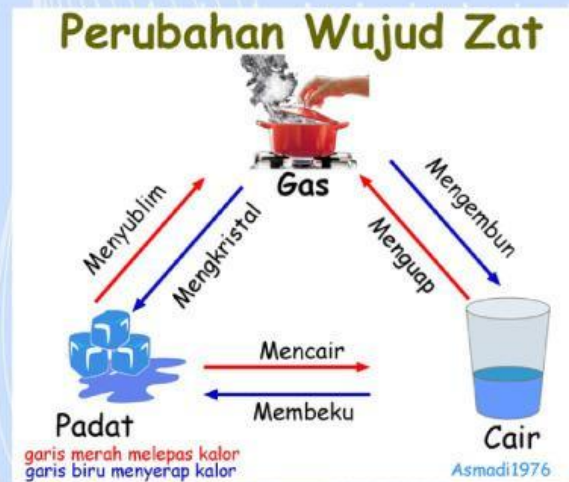 Perubahan Wujud Zat
Gas
Menyublim
Mengkristal
Menguap
Mengembun
Mencair
Membeku
Padat
Cair
garis merah melepas kalor
garis biru menyerap kalor
Asmadi1976